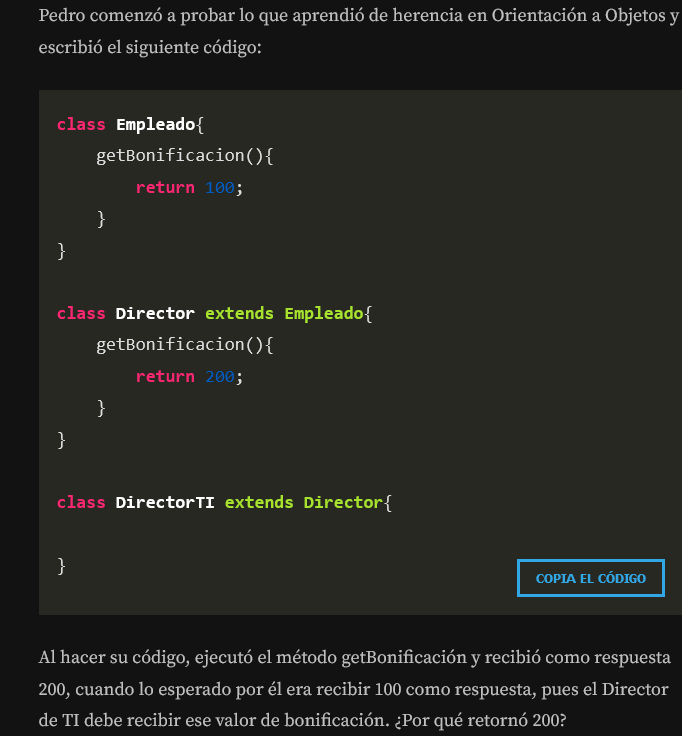 Pedro comenzó a probar lo que aprendió de herencia en Orientación a Objetos y
escribió el siguiente código:
class Empleado{
    getBonificacion(){
        return 100;
    }
}
class Director extends Empleado{
    getBonificacion(){
        return 200;
    }
}
class DirectorTI extends Director{
}
COPIA EL CÓDIGO
Al hacer su código, ejecutó el método getBonificación y recibió como respuesta
200, cuando lo esperado por él era recibir 100 como respuesta, pues el Director
de TI debe recibir ese valor de bonificación. ¿Por qué retornó 200?